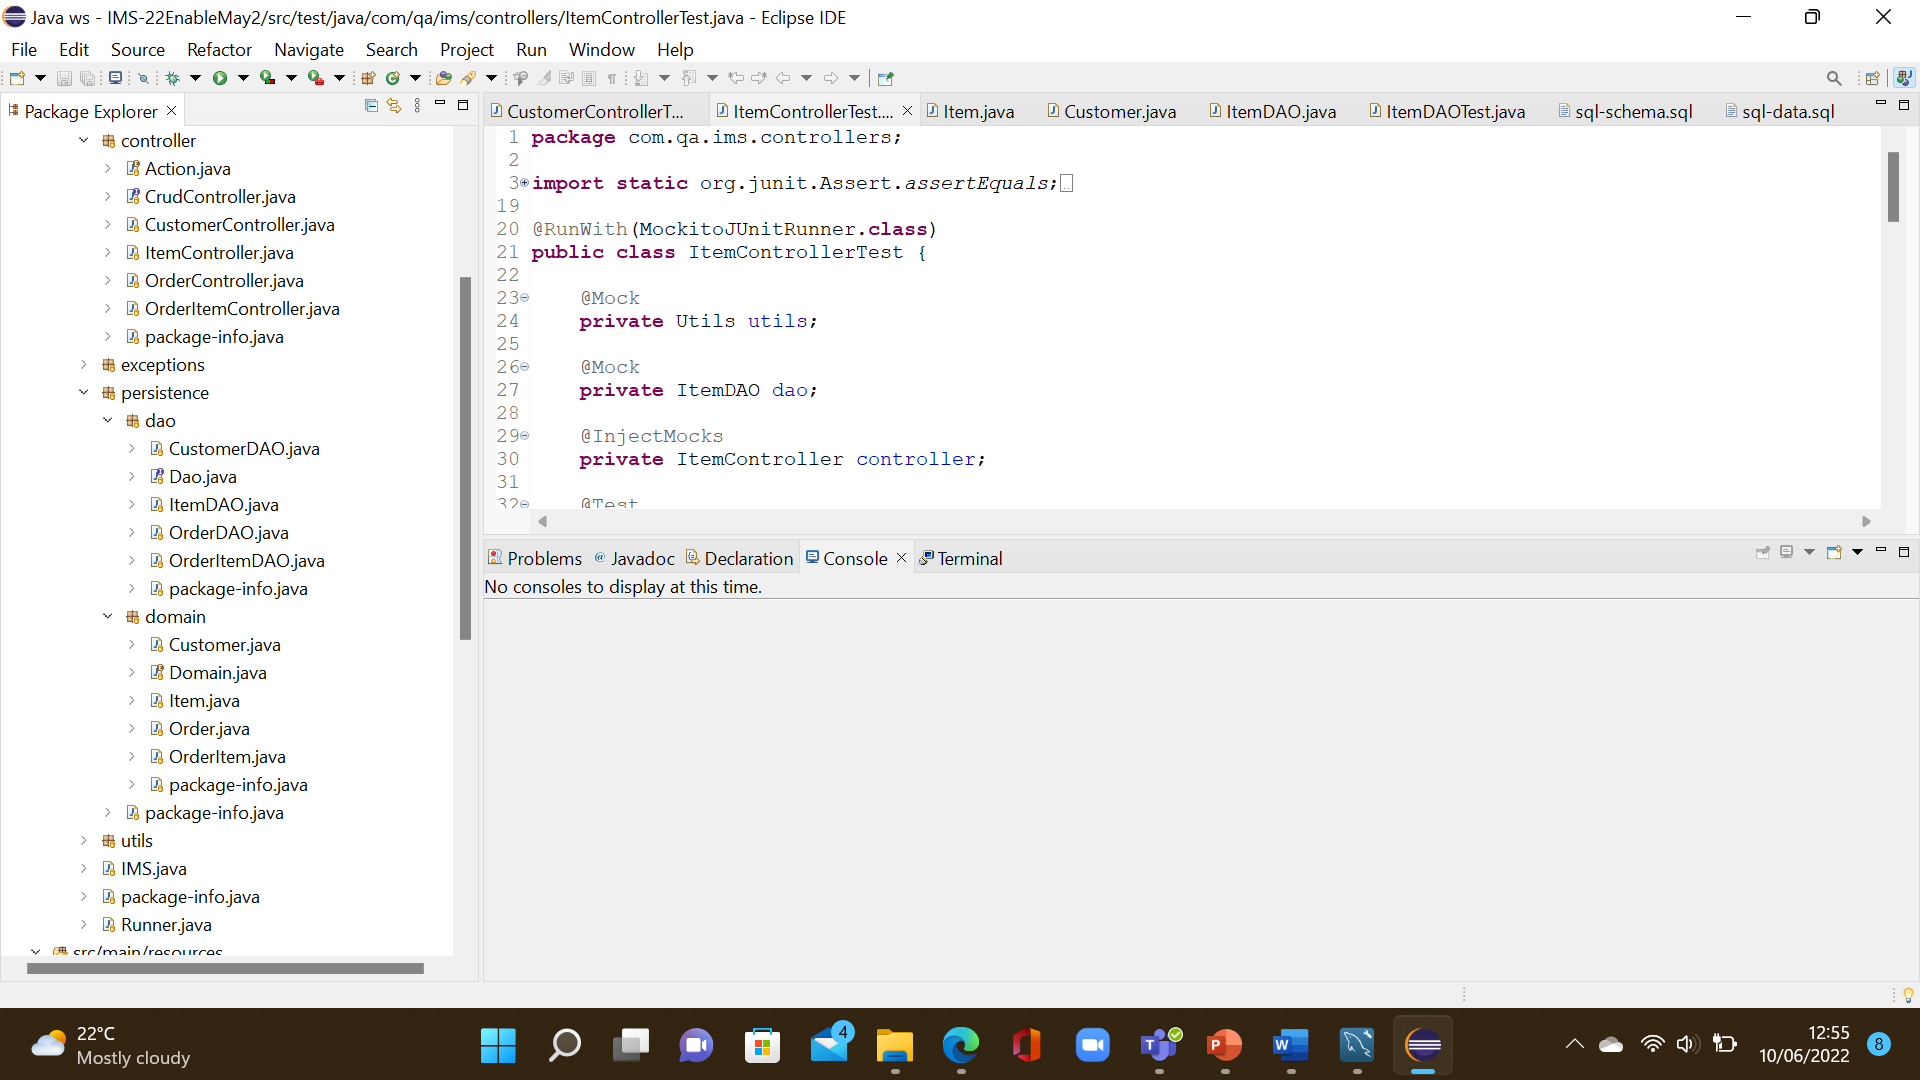 Java ws - IMS-22EnableMay2/src/test/java/com/qa/ims/controllers/ItemControllerTest.java - Eclipse IDE
File Edit Source Refactor Navigate Search Project Run Window Help
Package Explorer
controller
Action.java
CrudController.java
CustomerController.java
ItemController.java
OrderController.java
OrderItemController.java
package-info.java
exceptions
persistence
dao
CustomerDAO.java
Dao.java
ItemDAO.java
OrderDAO.java
OrderItemDAO.java
package-info.java
domain
Customer.java
Domain.java
Item.java
Order.java
OrderItem.java
package-info.java
package-info.java
utils
IMS.java
package-info.java
Runner.java
src/main/resources
CustomerControllerT... ItemControllerTest.... Item.java Customer.java ItemDAO.java ItemDAOTest.java sql-schema.sql sql-data.sql
1 package com.qa.ims.controllers;
2
3 import static org.junit.Assert.assertEquals;
19
20 @RunWith(MockitoJUnitRunner.class)
21 public class ItemControllerTest {
22
23 @Mock
24 private Utils utils;
25
26 @Mock
27 private ItemDAO dao;
28
29 @InjectMocks
30 private ItemController controller;
31
32 @Test
Problems @ Javadoc Declaration Console Terminal
No consoles to display at this time.
22°C
Mostly cloudy
4
12:55
10/06/2022
8